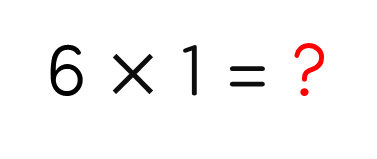 6 × 1 = ?